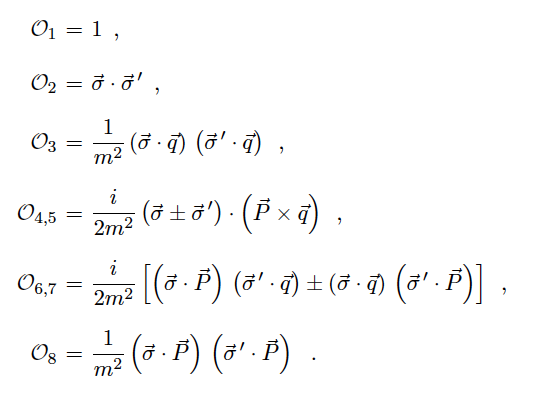 𝒪₁ = 1 ,
𝒪₂ = σ⃗ · σ⃗′ ,
𝒪₃ = 1/m² (σ⃗ · q⃗) (σ⃗′ · q⃗) ,
𝒪₄,₅ = i/2m² (σ⃗ ± σ⃗′) · (P⃗ × q⃗) ,
𝒪₆,₇ = i/2m² [(σ⃗ · P⃗) (σ⃗′ · q⃗) ± (σ⃗ · q⃗) (σ⃗′ · P⃗)] ,
𝒪₈ = 1/m² (σ⃗ · P⃗) (σ⃗′ · P⃗) .